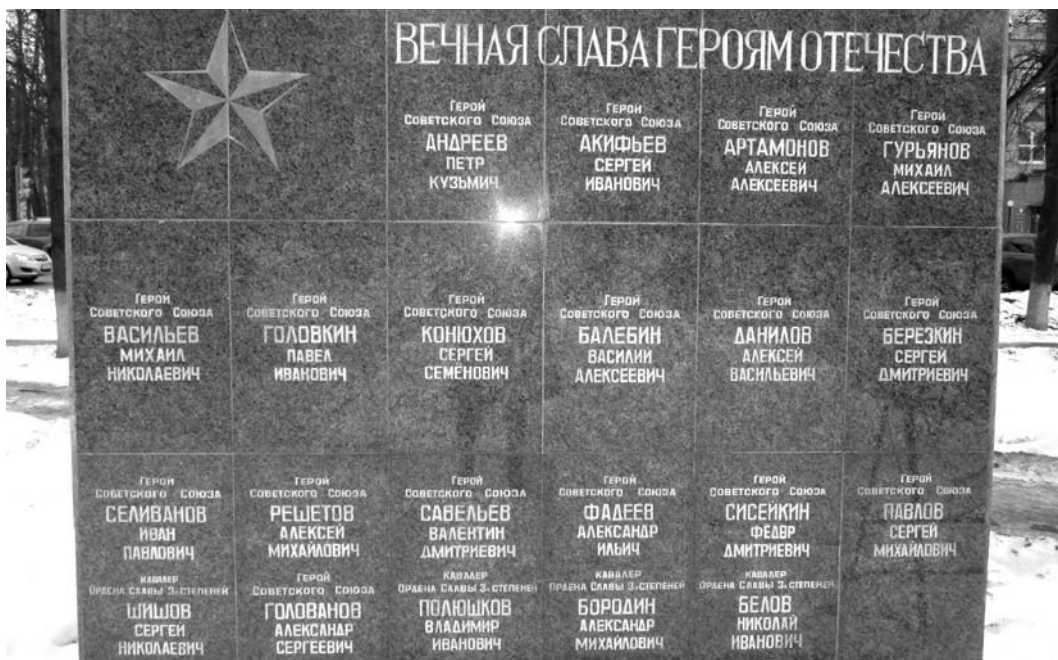 ВЕЧНАЯ СЛАВА ГЕРОЯМ ОТЕЧЕСТВА
ГЕРОЙ
СОВЕТСКОГО СОЮЗА
АНДРЕЕВ
ПЕТР
КУЗЬМИЧ
ГЕРОЙ
СОВЕТСКОГО СОЮЗА
АКИФЬЕВ
СЕРГЕЙ
ИВАНОВИЧ
ГЕРОЙ
СОВЕТСКОГО СОЮЗА
АРТАМОНОВ
АЛЕКСЕЙ
АЛЕКСЕЕВИЧ
ГЕРОЙ
СОВЕТСКОГО СОЮЗА
ГУРЬЯНОВ
МИХАИЛ
АЛЕКСЕЕВИЧ
ГЕРОЙ
СОВЕТСКОГО СОЮЗА
ВАСИЛЬЕВ
МИХАИЛ
НИКОЛАЕВИЧ
ГЕРОЙ
СОВЕТСКОГО СОЮЗА
ГОЛОВКИН
ПАВЕЛ
ИВАНОВИЧ
ГЕРОЙ
СОВЕТСКОГО СОЮЗА
КОНЮХОВ
СЕРГЕЙ
СЕМЁНОВИЧ
ГЕРОЙ
СОВЕТСКОГО СОЮЗА
БАЛЕБИН
ВАСИЛИИ
АЛЕКСЕЕВИЧ
ГЕРОЙ
СОВЕТСКОГО СОЮЗА
ДАНИЛОВ
АЛЕКСЕЙ
ВАСИЛЬЕВИЧ
ГЕРОЙ
СОВЕТСКОГО СОЮЗА
БЕРЕЗКИН
СЕРГЕЙ
ДМИТРИЕВИЧ
ГЕРОЙ
СОВЕТСКОГО СОЮЗА
СЕЛИВАНОВ
ИВАН
ПАВЛОВИЧ
ГЕРОЙ
СОВЕТСКОГО СОЮЗА
РЕШЕТОВ
АЛЕКСЕЙ
МИХАЙЛОВИЧ
ГЕРОЙ
СОВЕТСКОГО СОЮЗА
САВЕЛЬЕВ
ВАЛЕНТИН
ДМИТРИЕВИЧ
ГЕРОЙ
СОВЕТСКОГО СОЮЗА
ФАДЕЕВ
АЛЕКСАНДР
ИЛЬИЧ
ГЕРОЙ
СОВЕТСКОГО СОЮЗА
СИСЕЙКИН
ФЁДОР
ДМИТРИЕВИЧ
ГЕРОЙ
СОВЕТСКОГО СОЮЗА
ПАВЛОВ
СЕРГЕЙ
МИХАЙЛОВИЧ
КАВАЛЕР
ОРДЕНА СЛАВЫ 3Х СТЕПЕНЕЙ
ШИШОВ
СЕРГЕЙ
НИКОЛАЕВИЧ
ГЕРОЙ
СОВЕТСКОГО СОЮЗА
ГОЛОВАНОВ
АЛЕКСАНДР
СЕРГЕЕВИЧ
КАВАЛЕР
ОРДЕНА СЛАВЫ 3Х СТЕПЕНЕЙ
ПОЛЮШКОВ
ВЛАДИМИР
ИВАНОВИЧ
КАВАЛЕР
ОРДЕНА СЛАВЫ 3Х СТЕПЕНЕЙ
БОРОДИН
АЛЕКСАНДР
МИХАЙЛОВИЧ
КАВАЛЕР
ОРДЕНА СЛАВЫ 3Х СТЕПЕНЕЙ
БЕЛОВ
НИКОЛАЙ
ИВАНОВИЧ